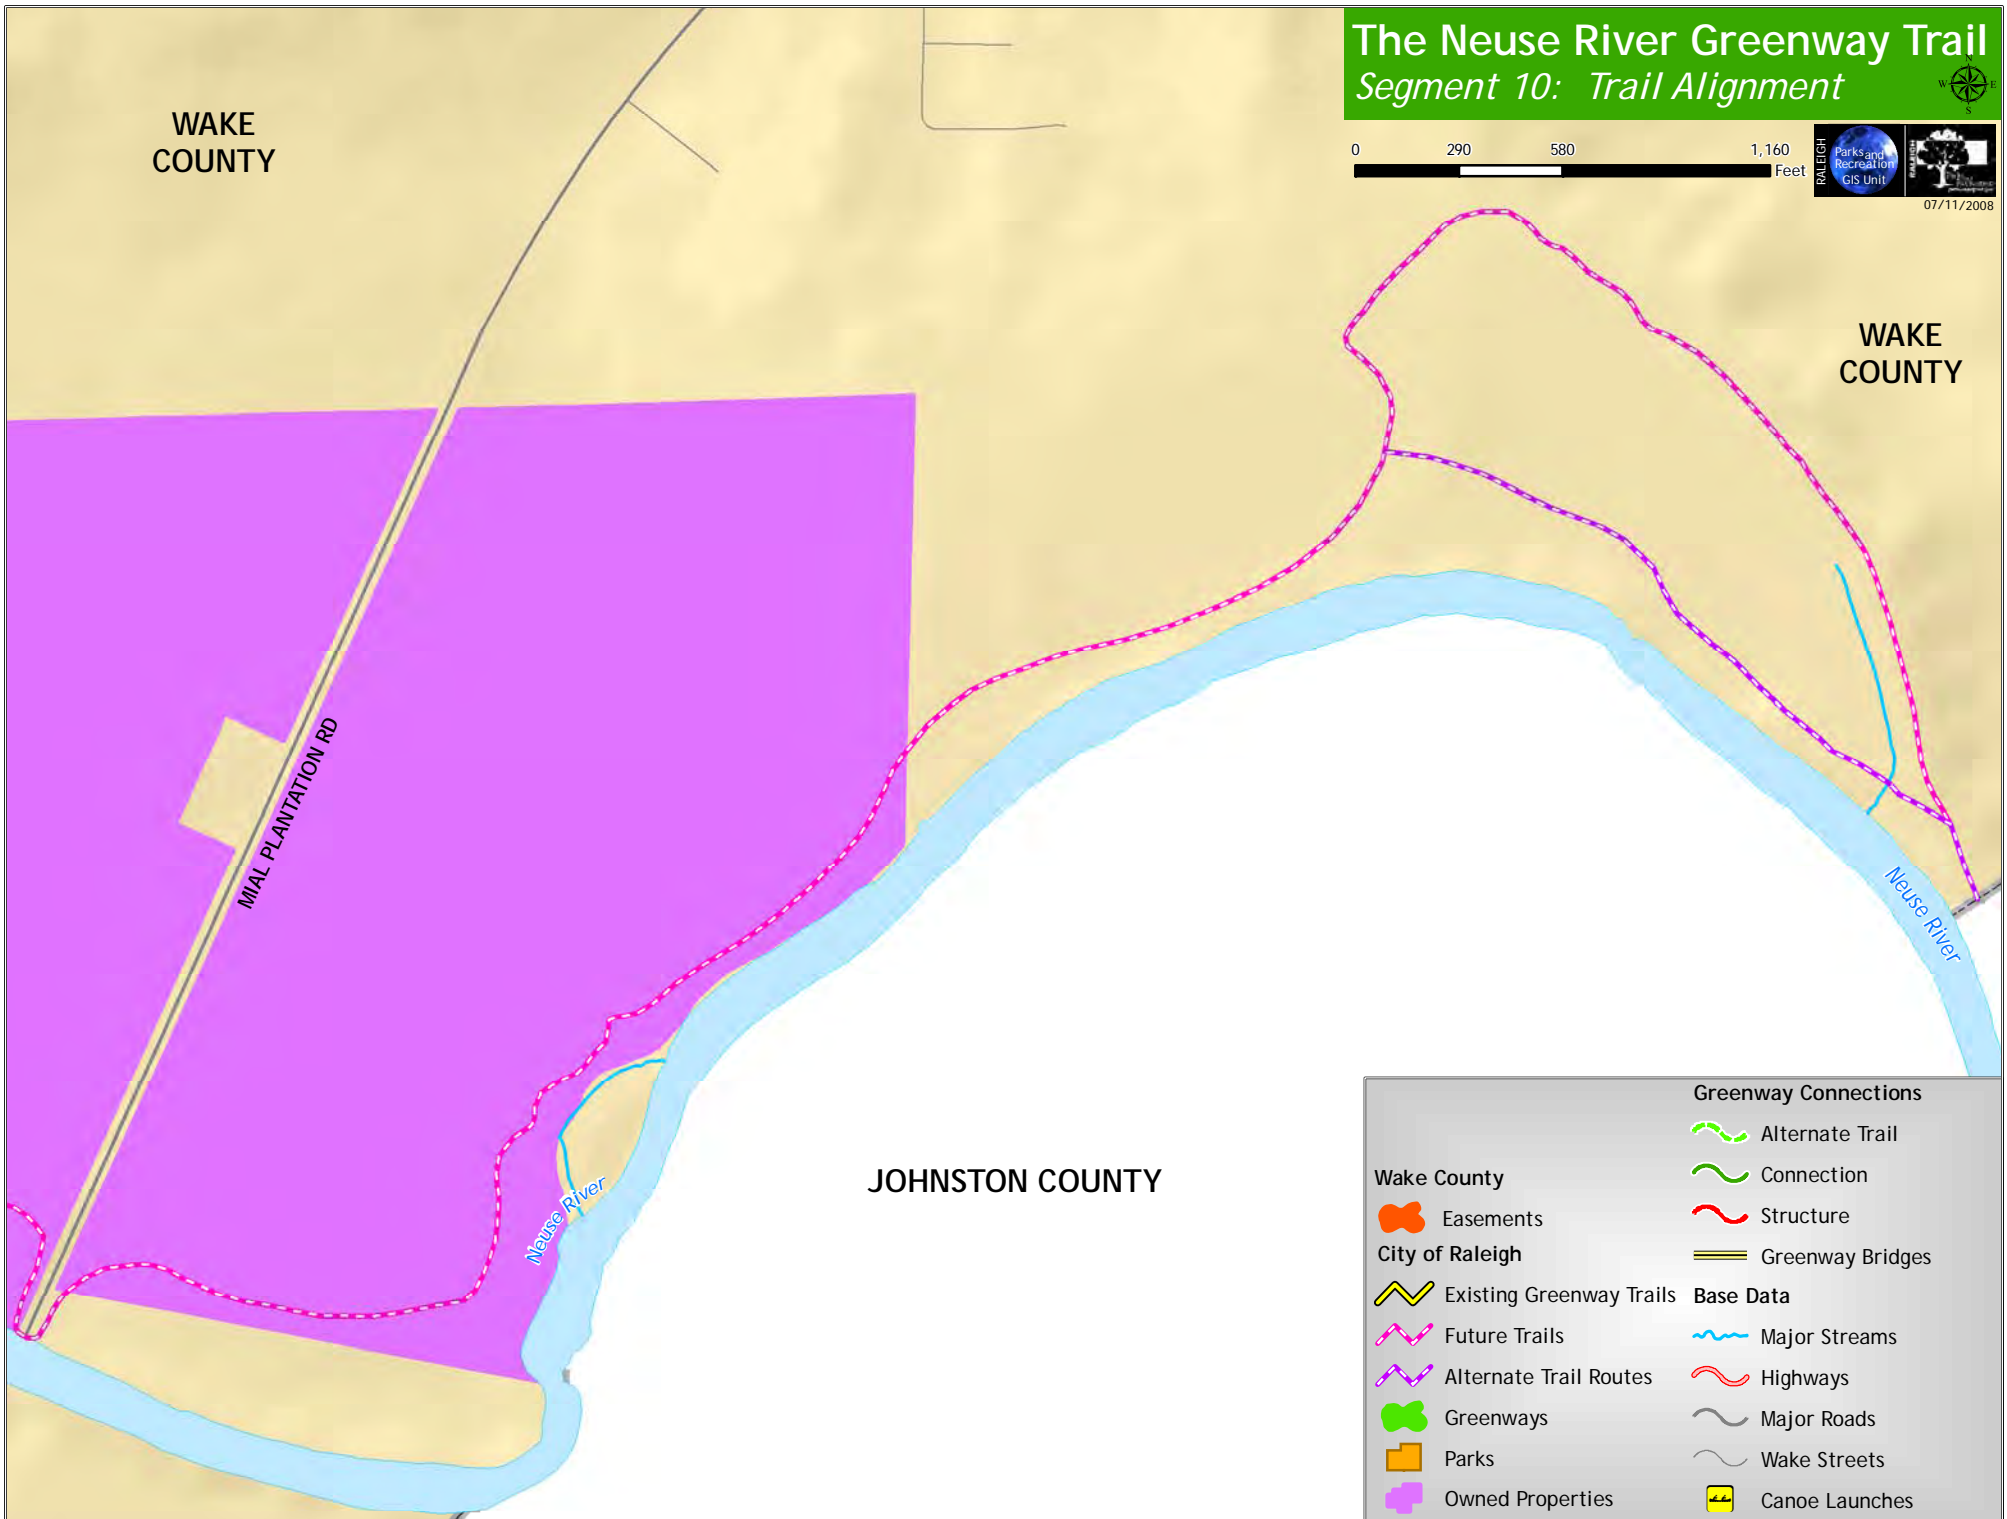 The Neuse River Greenway Trail
Segment 10: Trail Alignment
N
W E
S
0 290 580 1,160
Feet
RALEIGH
Parks and
Recreation
GIS Unit
RALEIGH
07/11/2008
WAKE
COUNTY
WAKE
COUNTY
MIAL PLANTATION RD
Neuse River
Neuse River
JOHNSTON COUNTY
Wake County
Easements
City of Raleigh
Existing Greenway Trails
Future Trails
Alternate Trail Routes
Greenways
Parks
Owned Properties
Greenway Connections
Alternate Trail
Connection
Structure
Greenway Bridges
Base Data
Major Streams
Highways
Major Roads
Wake Streets
Canoe Launches